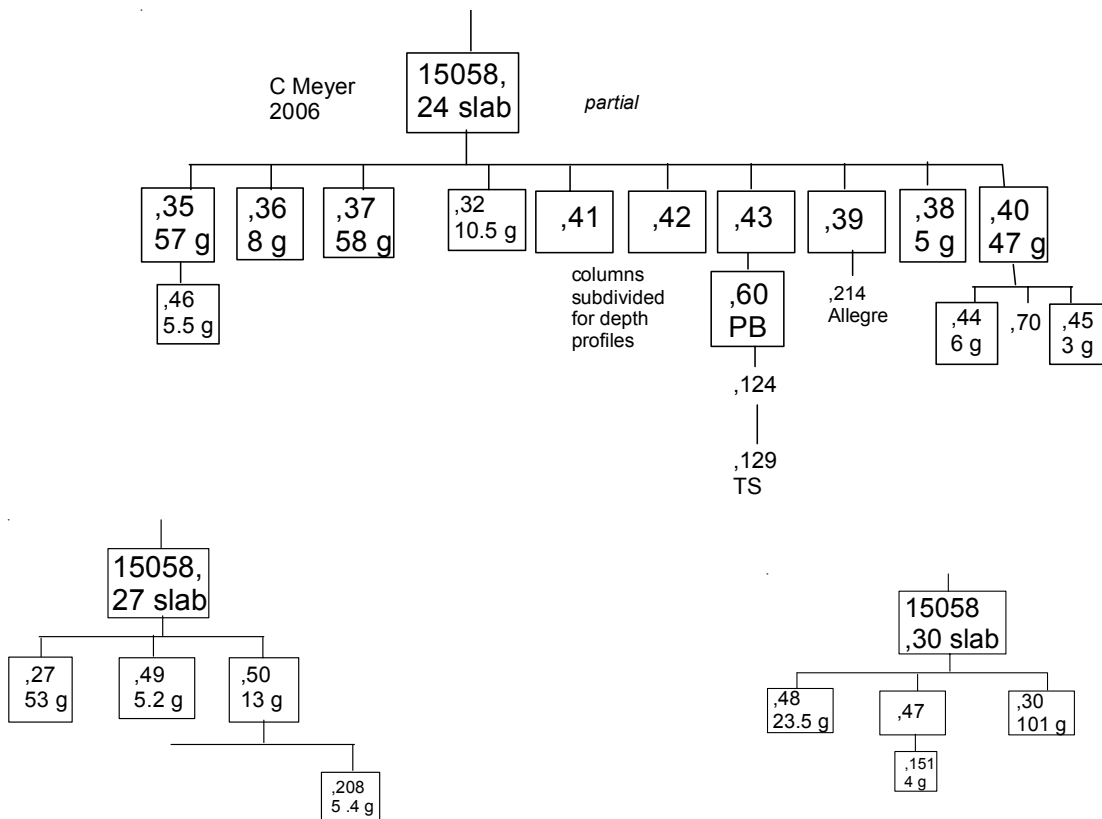 C Meyer
2006
15058,
24 slab
partial
,35
57 g
,36
8 g
,37
58 g
,32
10.5 g
,41
,42
,43
,39
,38
5 g
,40
47 g
,46
5.5 g
columns
subdivided
for depth
profiles
,60
PB
,214
Allegre
,44
6 g
,70
,45
3 g
,124
,129
TS
15058,
27 slab
,27
53 g
,49
5.2 g
,50
13 g
,208
5 .4 g
15058
,30 slab
,48
23.5 g
,47
,30
101 g
,151
4 g